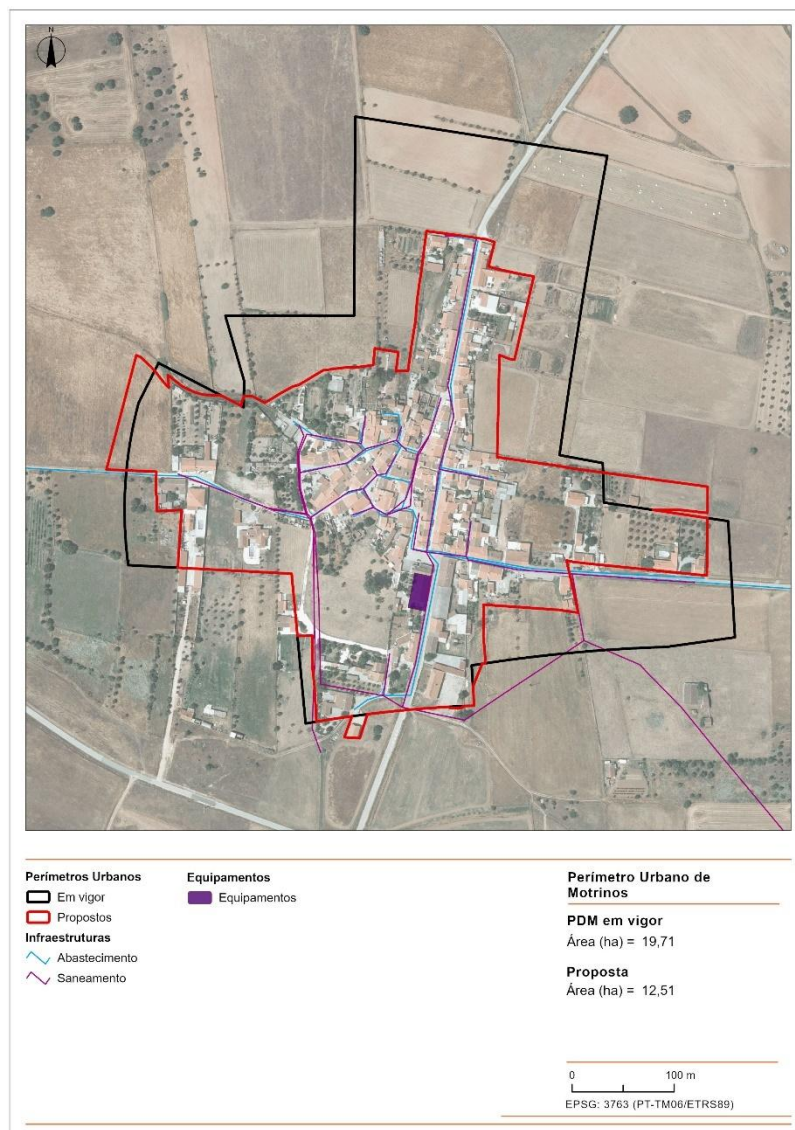 N
Perímetros Urbanos
Em vigor
Propostos
Infraestruturas
Abastecimento
Saneamento
Equipamentos
Equipamentos
Perímetro Urbano de
Motrinos
PDM em vigor
Área (ha) = 19,71
Proposta
Área (ha) = 12,51
0 100 m
EPSG: 3763 (PT-TM06/ETRS89)